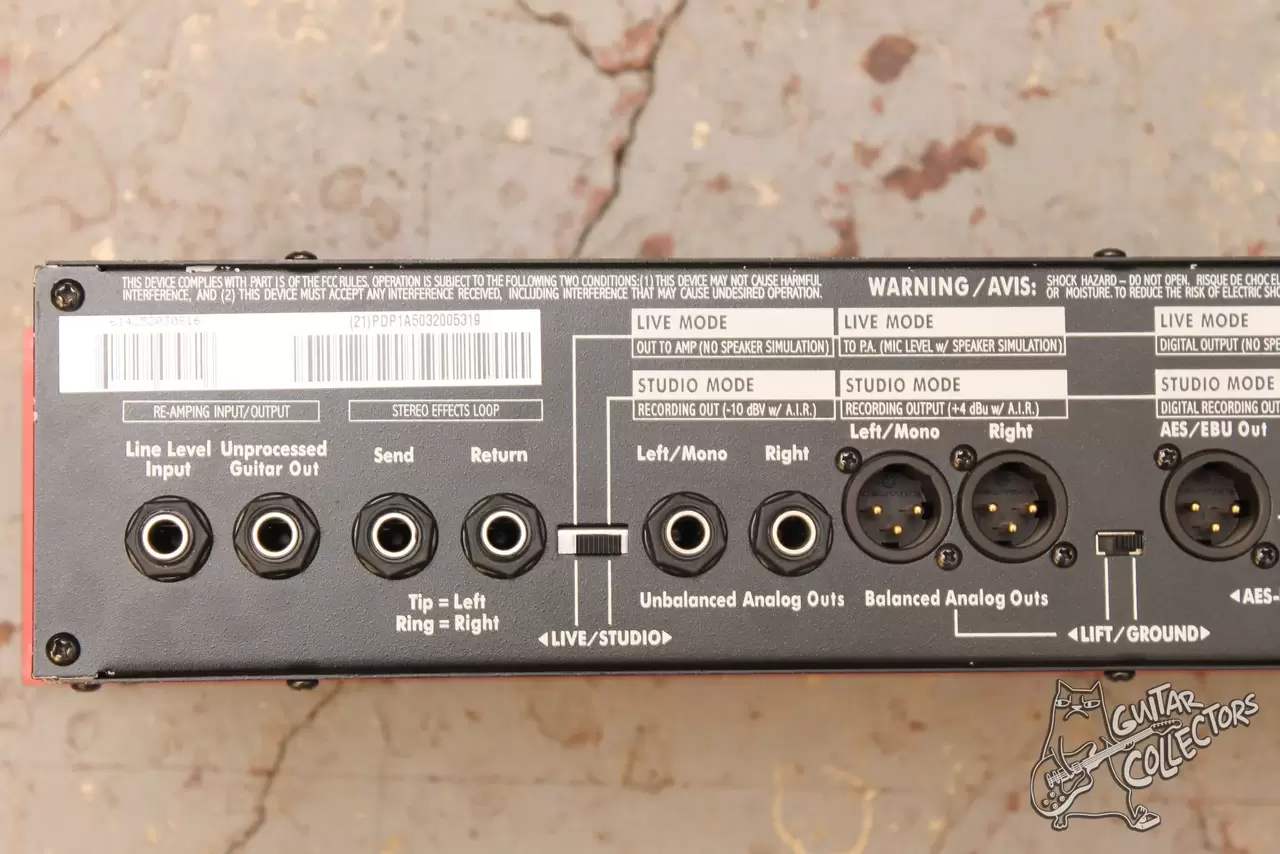 THIS DEVICE COMPLIES WITH PART 15 OF THE FCC RULES, OPERATION IS SUBJECT TO THE FOLLOWING TWO CONDITIONS:(1) THIS DEVICE MAY NOT CAUSE HARMFUL
INTERFERENCE, AND (2) THIS DEVICE MUST ACCEPT ANY INTERFERENCE RECEIVED, INCLUDING INTERFERENCE THAT MAY CAUSE UNDESIRED OPERATION.
WARNING/AVIS:
SHOCK HAZARD – DO NOT OPEN. RISQUE DE CHOC
OR MOISTURE. TO REDUCE THE RISK OF ELECTRIC
(21)PDP1A5032005319
LIVE MODE
OUT TO AMP (NO SPEAKER SIMULATION)
LIVE MODE
TO P.A. (MIC LEVEL w/ SPEAKER SIMULATION)
LIVE MODE
DIGITAL OUTPUT (NO
STUDIO MODE
RECORDING OUT (-10 dBV w/ A.I.R.)
STUDIO MODE
RECORDING OUTPUT (+4 dBu w/ A.I.R.)
STUDIO MODE
DIGITAL RECORDING
RE-AMPING INPUT/OUTPUT
STEREO EFFECTS LOOP
Line Level
Input
Unprocessed
Guitar Out
Send
Return
Left/Mono
Right
Left/Mono
Right
AES/EBU Out
Tip = Left
Ring = Right
◀LIVE/STUDIO▶
Unbalanced Analog Outs
Balanced Analog Outs
◀LIFT/GROUND▶
◀AES-
GUITAR
COLLECTORS